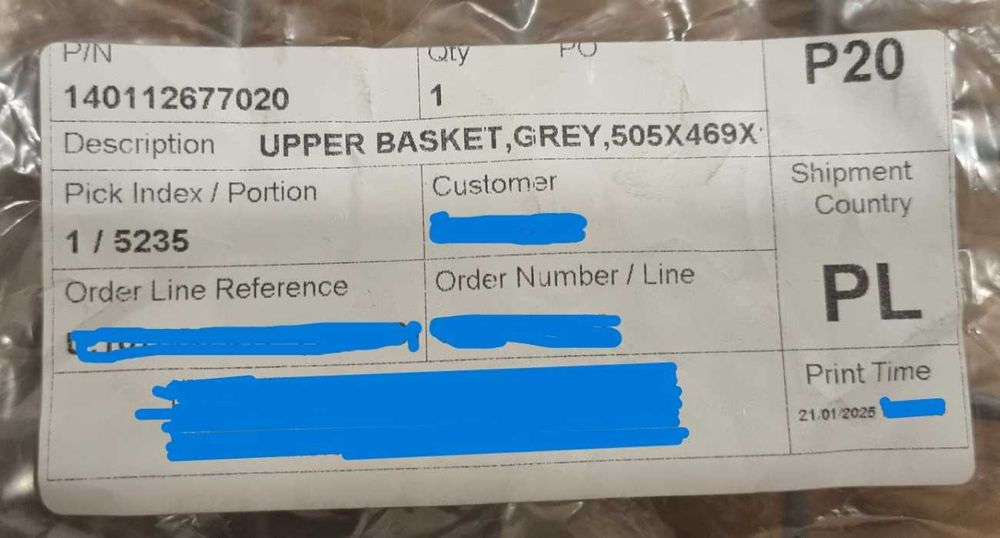 P/N
Qty PO
P20
140112677020
1
Description UPPER BASKET,GREY,505X469X
Pick Index / Portion
Customer
Shipment
Country
1 / 5235
Order Line Reference
Order Number / Line
PL
Print Time
21/01/2025